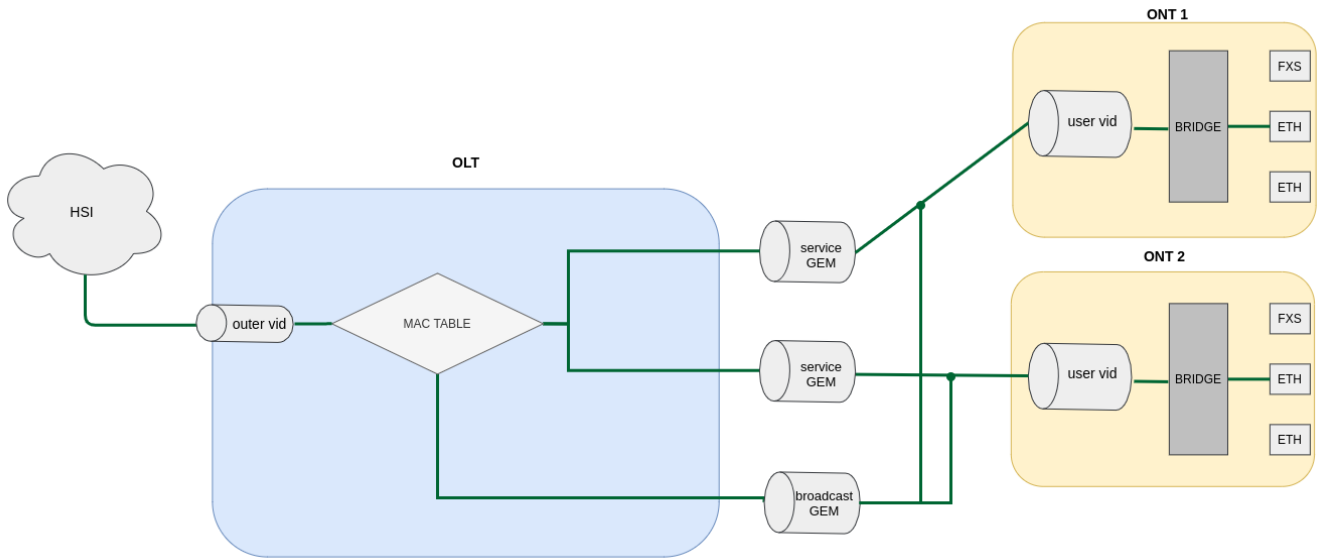 ONT 1
FXS
user vid
BRIDGE
ETH
ETH
OLT
HSI
outer vid
MAC TABLE
service
GEM
service
GEM
broadcast
GEM
ONT 2
FXS
user vid
BRIDGE
ETH
ETH